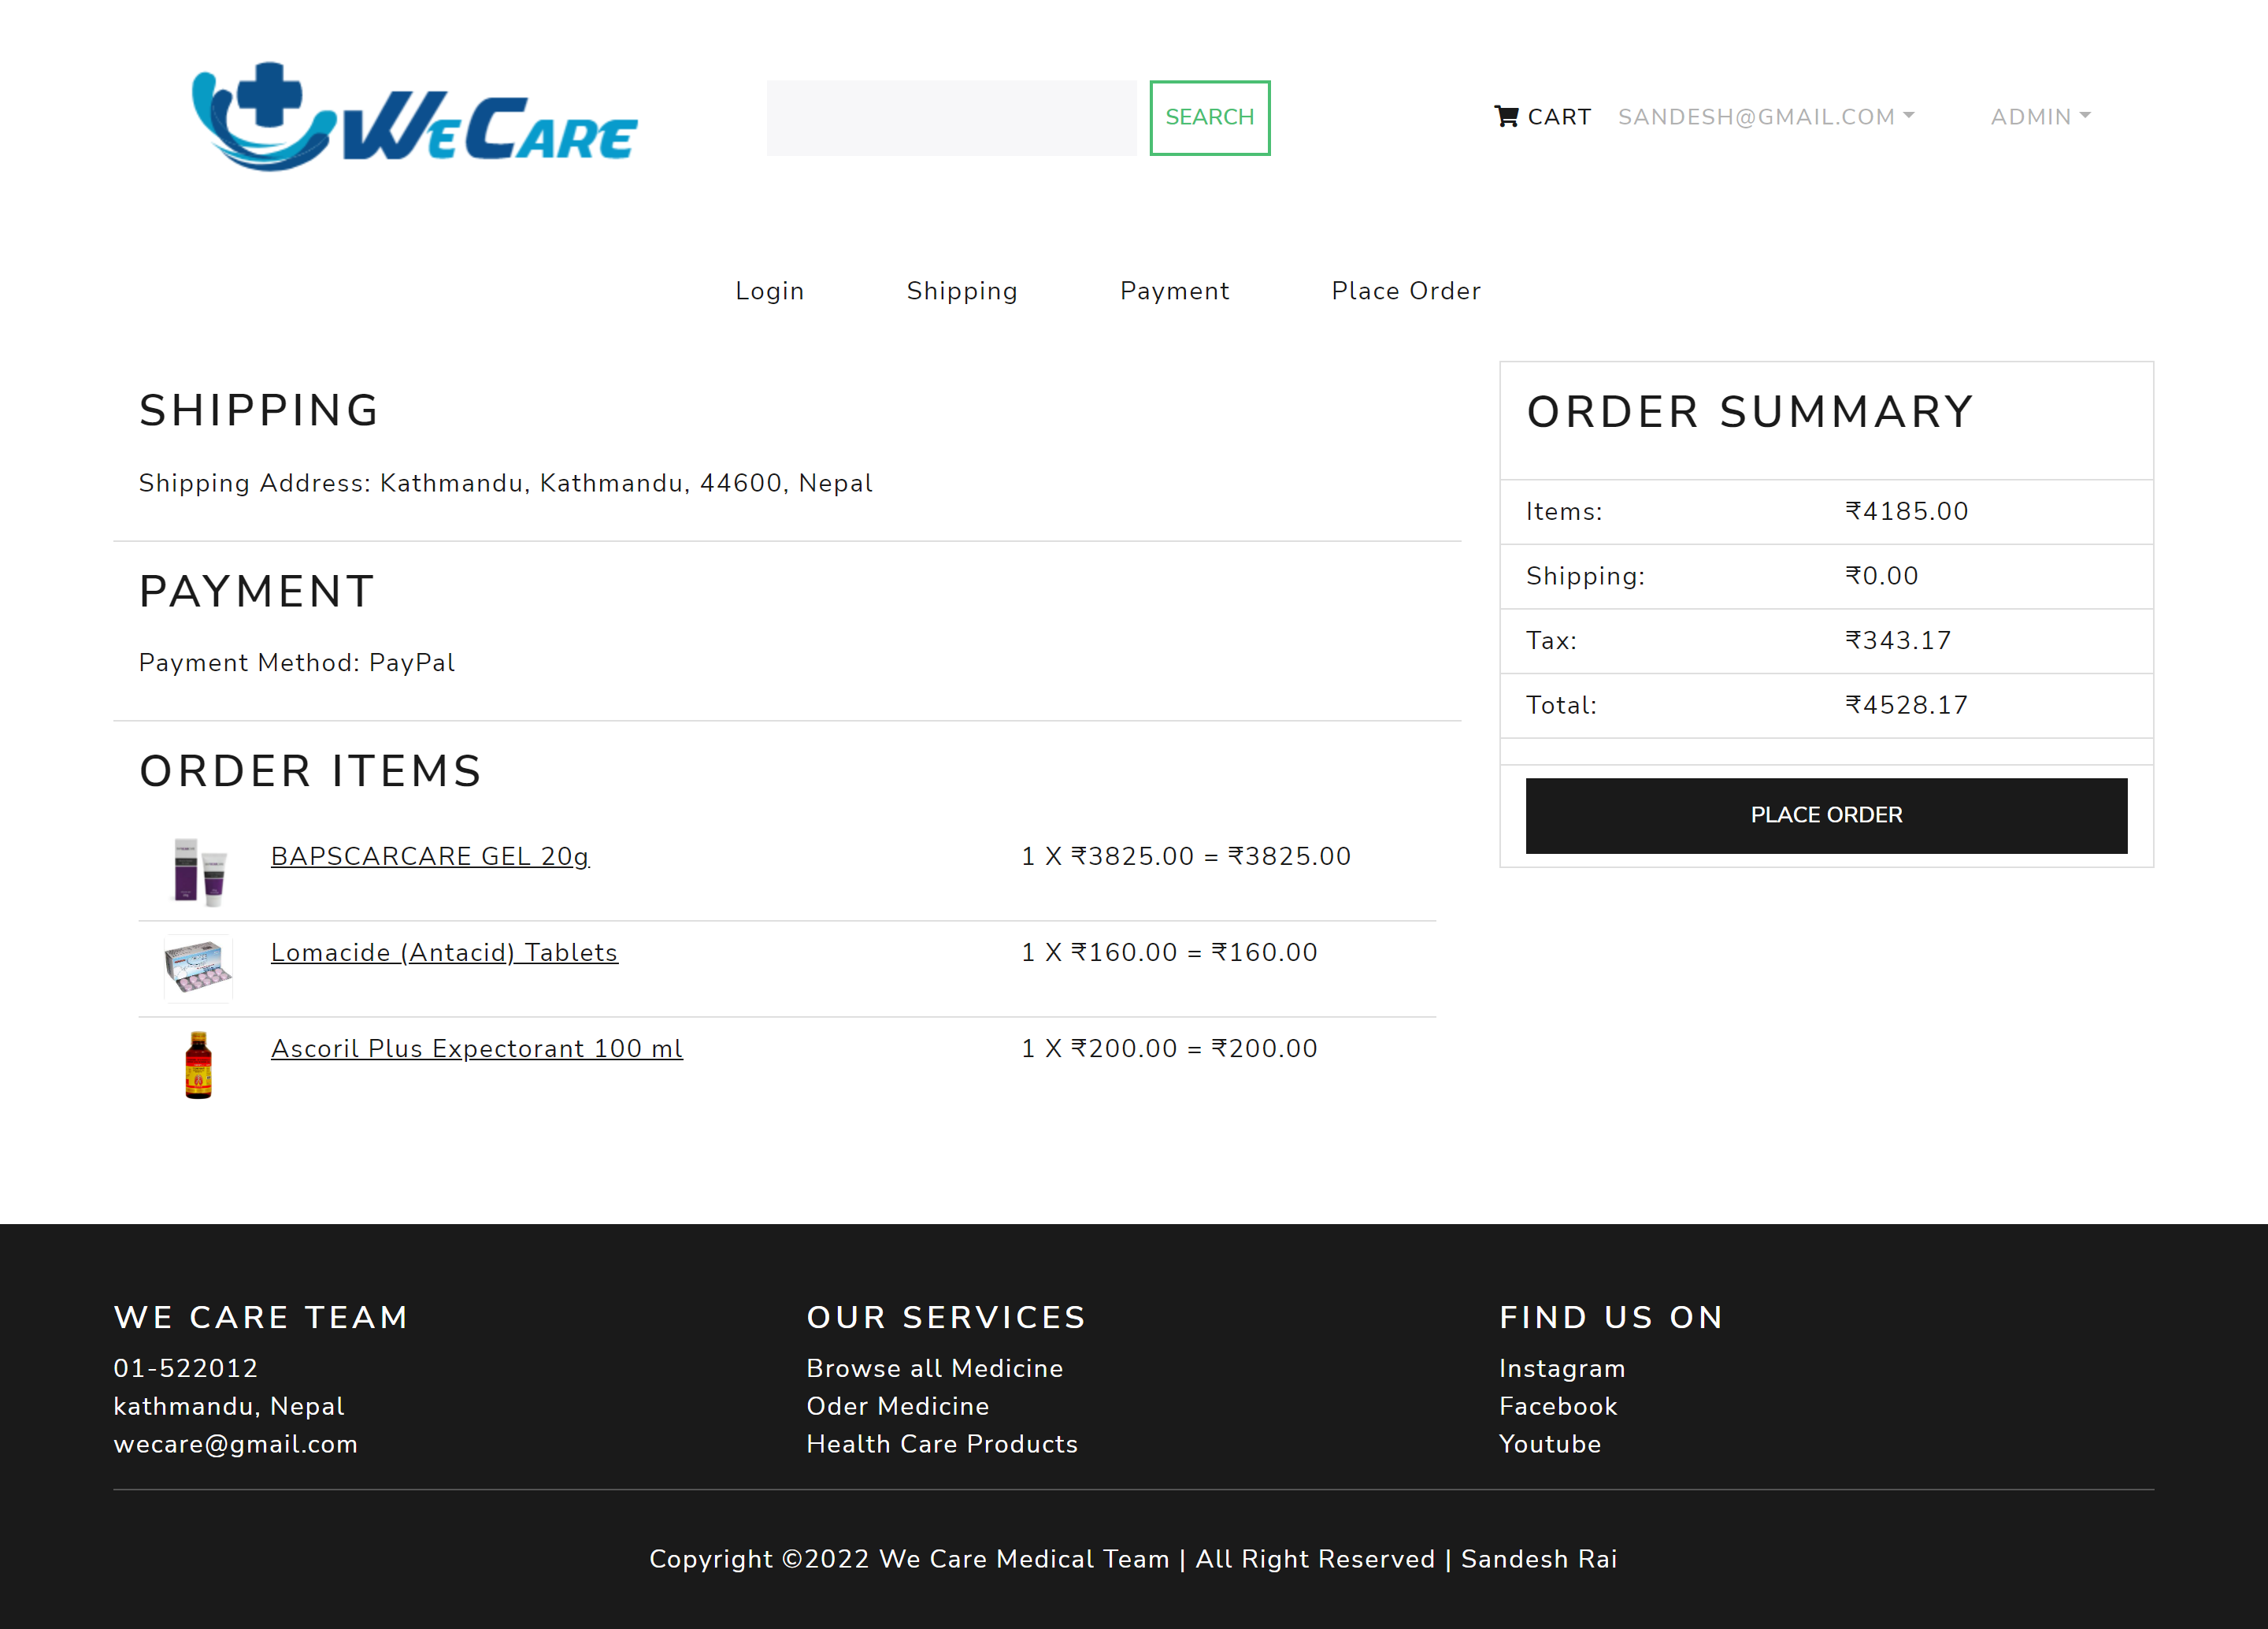 WeCare
SEARCH
CART
SANDESH@GMAIL.COM
ADMIN
Login
Shipping
Payment
Place Order
SHIPPING
Shipping Address: Kathmandu, Kathmandu, 44600, Nepal
PAYMENT
Payment Method: PayPal
ORDER ITEMS
BAPSCARCARE GEL 20g 1 X ₹3825.00 = ₹3825.00
Lomacide (Antacid) Tablets 1 X ₹160.00 = ₹160.00
Ascoril Plus Expectorant 100 ml 1 X ₹200.00 = ₹200.00
ORDER SUMMARY
Items: ₹4185.00
Shipping: ₹0.00
Tax: ₹343.17
Total: ₹4528.17
PLACE ORDER
WE CARE TEAM
01-522012
kathmandu, Nepal
wecare@gmail.com
OUR SERVICES
Browse all Medicine
Oder Medicine
Health Care Products
FIND US ON
Instagram
Facebook
Youtube
Copyright ©2022 We Care Medical Team | All Right Reserved | Sandesh Rai